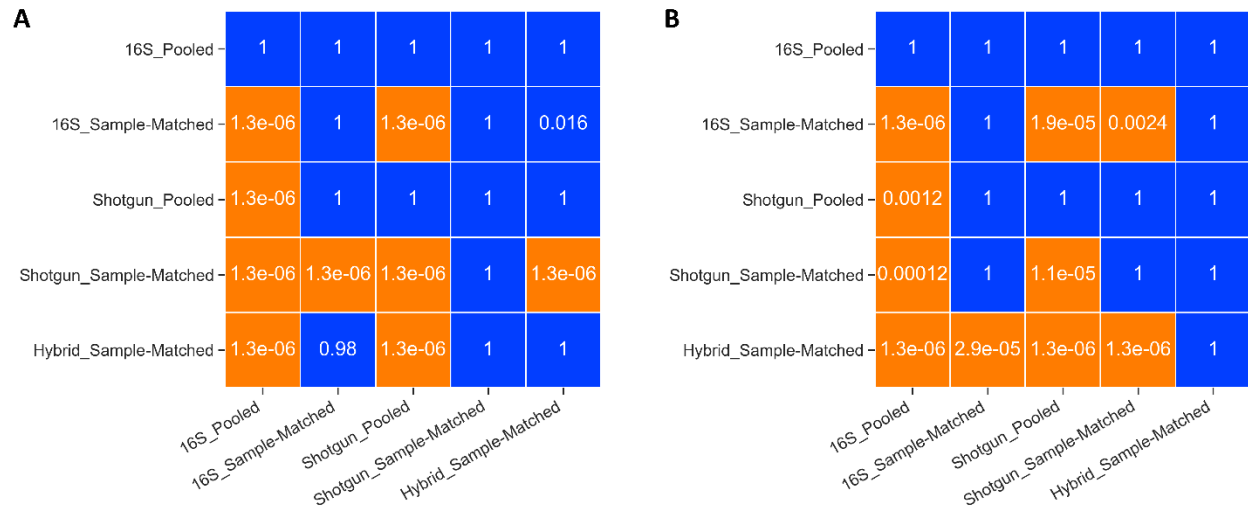 A
16S_Pooled 1 1 1 1 1
16S_Sample-Matched 1.3e-06 1 1.3e-06 1 0.016
Shotgun_Pooled 1.3e-06 1 1 1 1
Shotgun_Sample-Matched 1.3e-06 1.3e-06 1.3e-06 1 1.3e-06
Hybrid_Sample-Matched 1.3e-06 0.98 1.3e-06 1 1
16S_Pooled
16S_Sample-Matched
Shotgun_Pooled
Shotgun_Sample-Matched
Hybrid_Sample_Matched
B
16S_Pooled 1 1 1 1 1
16S_Sample-Matched 1.3e-06 1 1.9e-05 0.0024 1
Shotgun_Pooled 0.0012 1 1 1 1
Shotgun_Sample-Matched 0.00012 1 1.1e-05 1 1
Hybrid_Sample-Matched 1.3e-06 2.9e-05 1.3e-06 1.3e-06 1
16S_Pooled
16S_Sample-Matched
Shotgun_Pooled
Shotgun_Sample-Matched
Hybrid_Sample-Matched